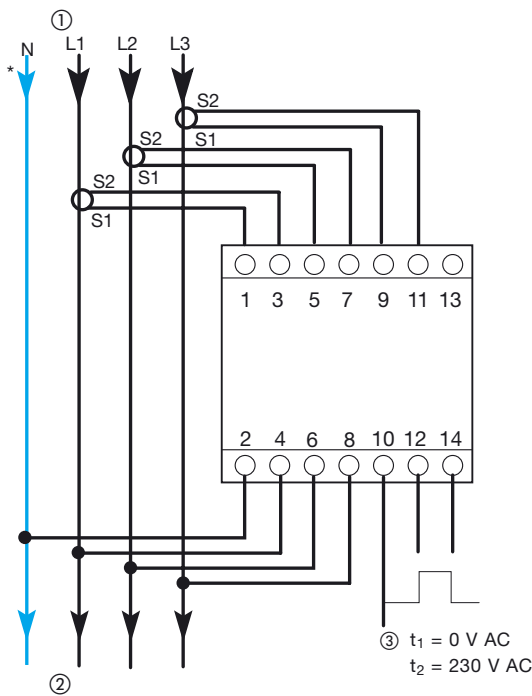 ①
N L1 L2 L3
*
S2
S1
S2
S1
S2
S1
1 3 5 7 9 11 13
2 4 6 8 10 12 14
③ t₁ = 0 V AC
t₂ = 230 V AC
②